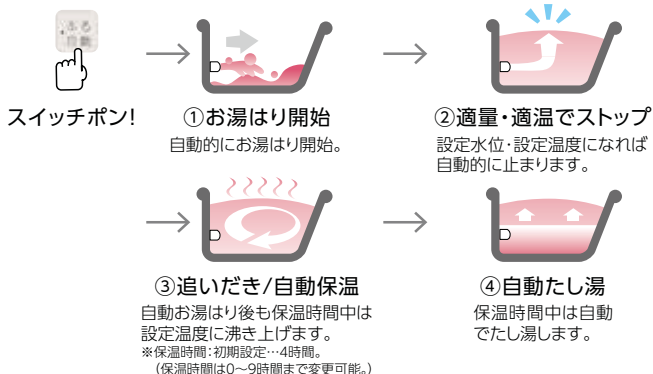 スイッチポン!
①お湯はり開始
自動的にお湯はり開始。
②適量・適温でストップ
設定水位・設定温度になれば
自動的に止まります。
③追いだき/自動保温
自動お湯はり後も保温時間中は
設定温度に沸き上げます。
※保温時間:初期設定…4時間。
(保温時間は0～9時間まで変更可能。)
④自動たし湯
保温時間中は自動
でたし湯します。